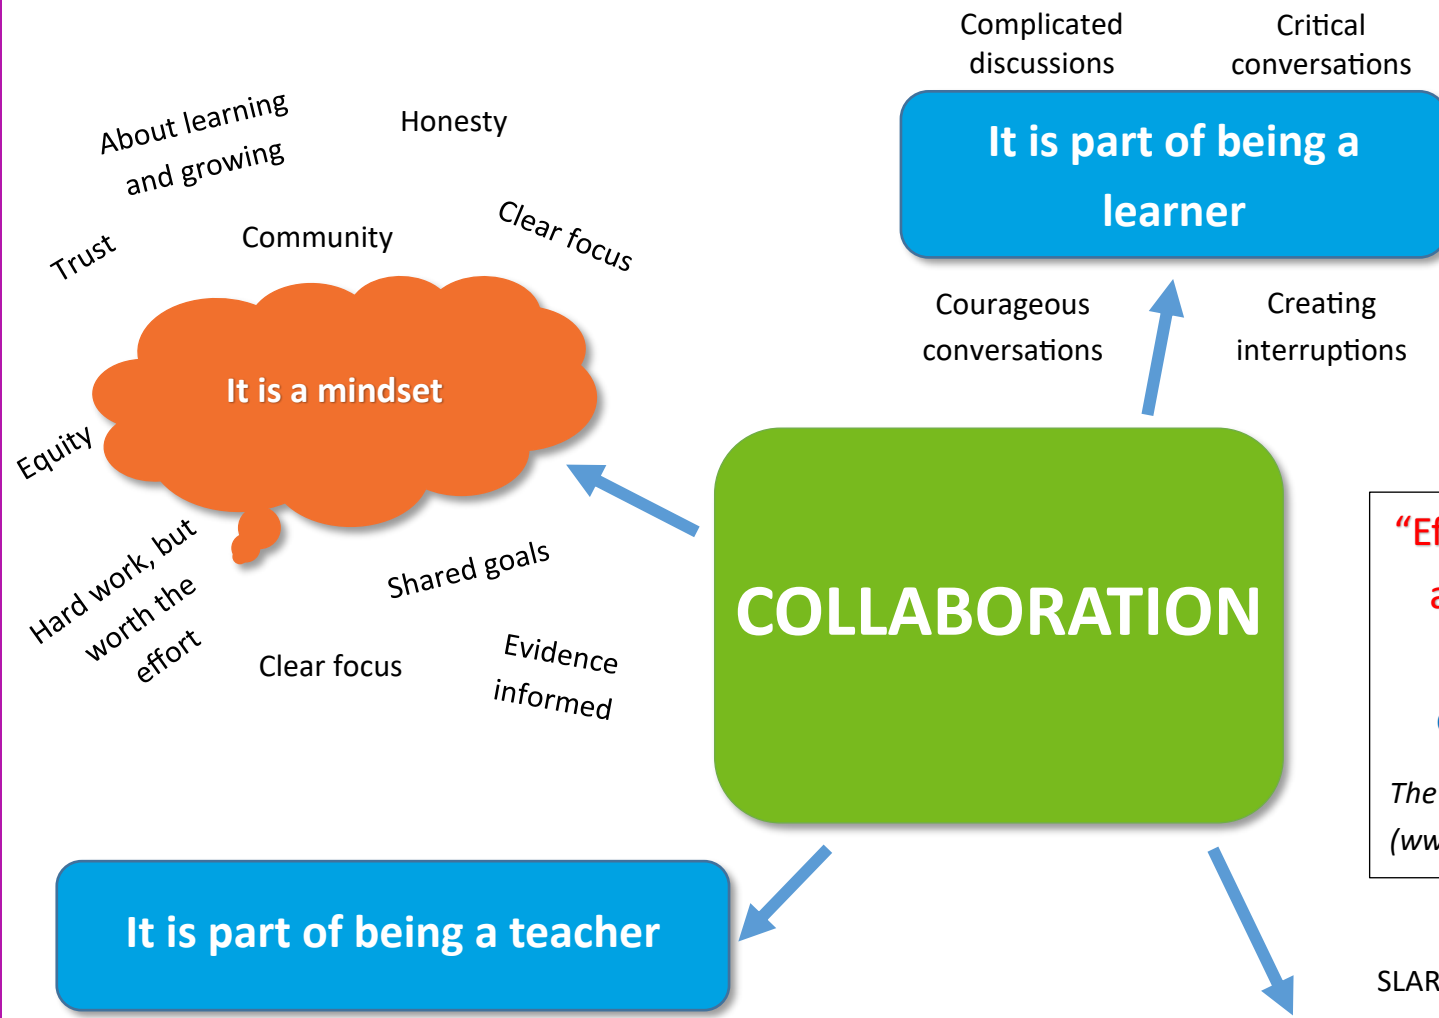 Complicated
discussions
Critical
conversations
It is part of being a
learner
Courageous
conversations
Creating
interruptions
About learning
and growing
Honesty
Trust
Community
Clear focus
It is a mindset
Equity
Hard work, but
worth the
effort
Shared goals
Clear focus
Evidence
informed
COLLABORATION
The
It is part of being a teacher
SLAR